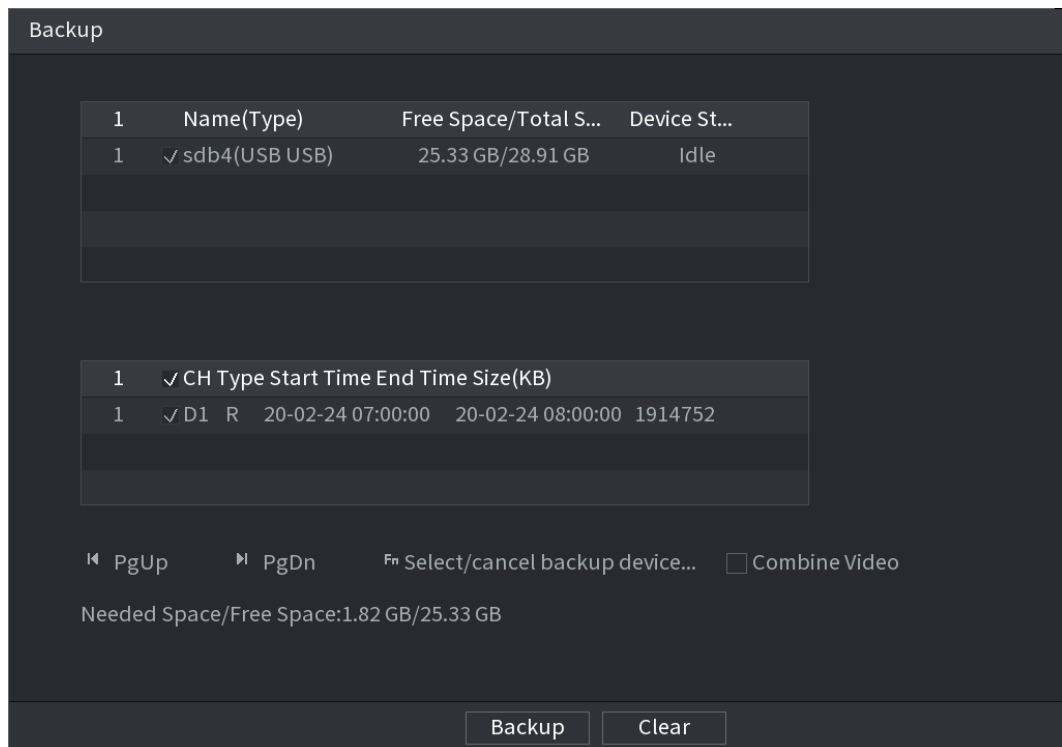 Backup
1 Name(Type) Free Space/Total S... Device St...
1 sdb4(USB USB) 25.33 GB/28.91 GB Idle
1 CH Type Start Time End Time Size(KB)
1 D1 R 20-02-24 07:00:00 20-02-24 08:00:00 1914752
PgUp PgDn Fn Select/cancel backup device... Combine Video
Needed Space/Free Space:1.82 GB/25.33 GB
Backup Clear